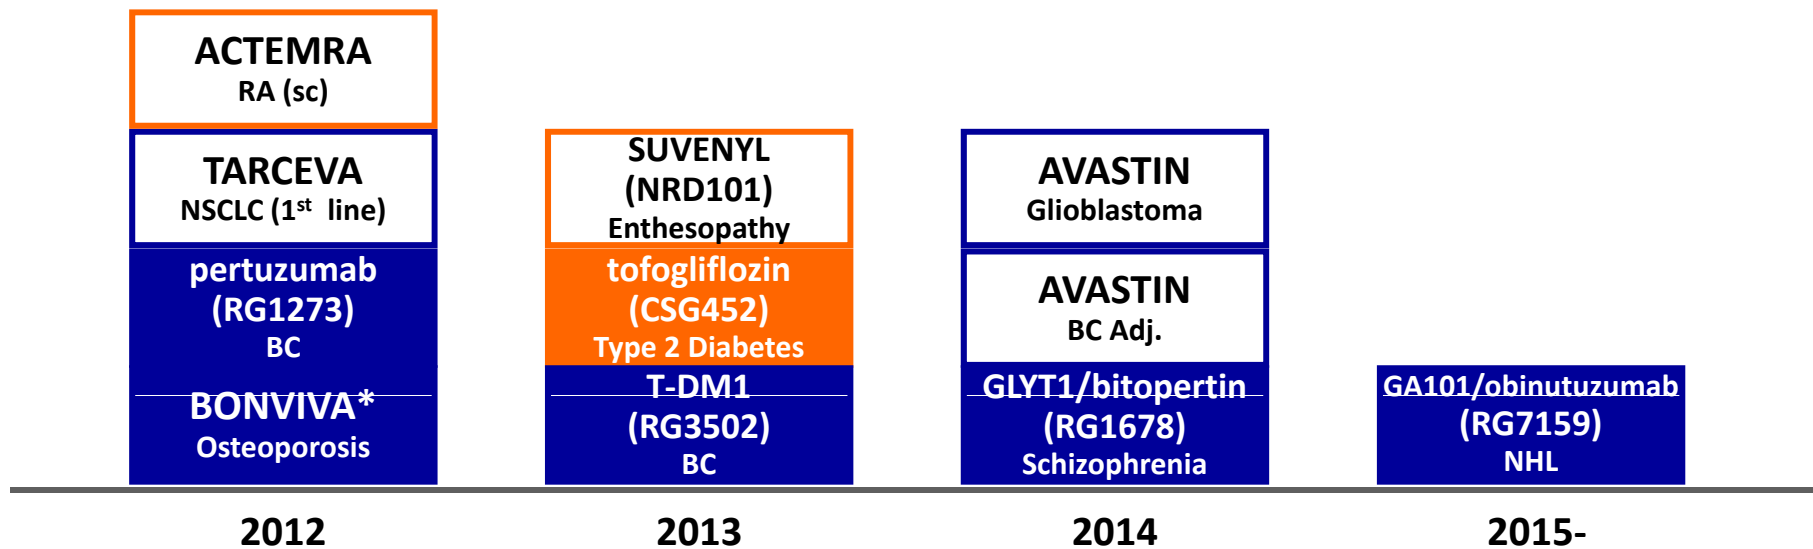 ACTEMRA
RA (sc)
TARCEVA
NSCLC (1st line)
pertuzumab
(RG1273)
BC
BONVIVA*
Osteoporosis
SUVENYL
(NRD101)
Enthesopathy
tofogliflozin
(CSG452)
Type 2 Diabetes
T-DM1
(RG3502)
BC
AVASTIN
Glioblastoma
AVASTIN
BC Adj.
GLYT1/bitopertin
(RG1678)
Schizophrenia
GA101/obinutuzumab
(RG7159)
NHL
2012
2013
2014
2015-